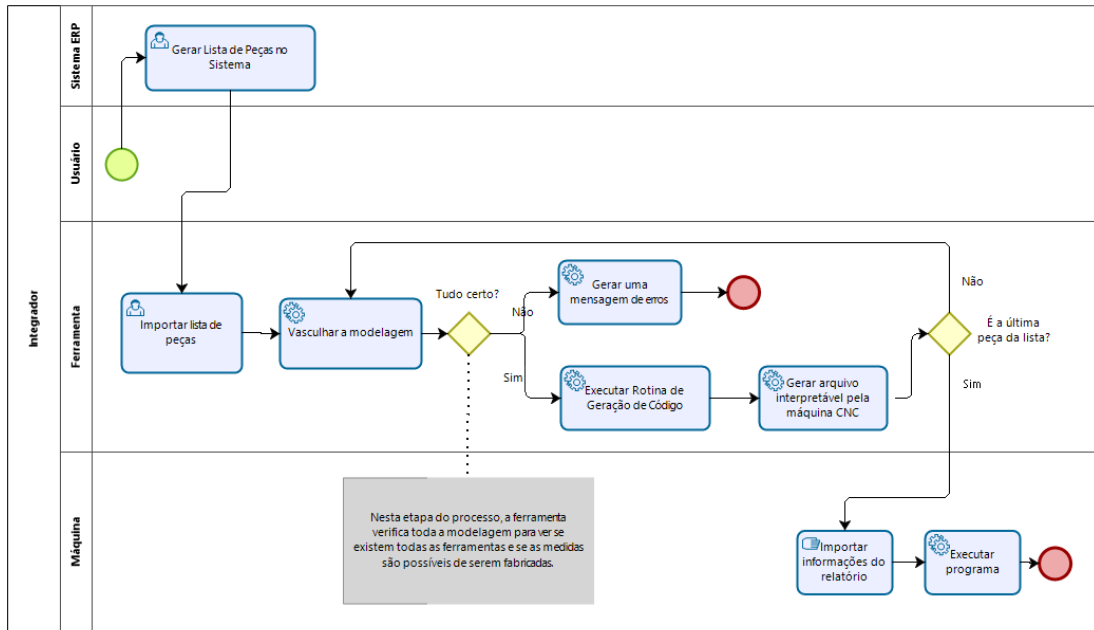 Integrador
Sistema ERP
Gerar Lista de Peças no
Sistema
Usuário
Ferramenta
Importar lista de
peças
Vasculhar a modelagem
Tudo certo?
Não
Gerar uma
mensagem de erros
Sim
Executar Rotina de
Geração de Código
Gerar arquivo
interpretável pela
máquina CNC
Não
É a última
peça da lista?
Sim
Máquina
Nesta etapa do processo, a ferramenta
verifica toda a modelagem para ver se
existem todas as ferramentas e se as medidas
são possíveis de serem fabricadas.
Importar
informações do
relatório
Executar
programa